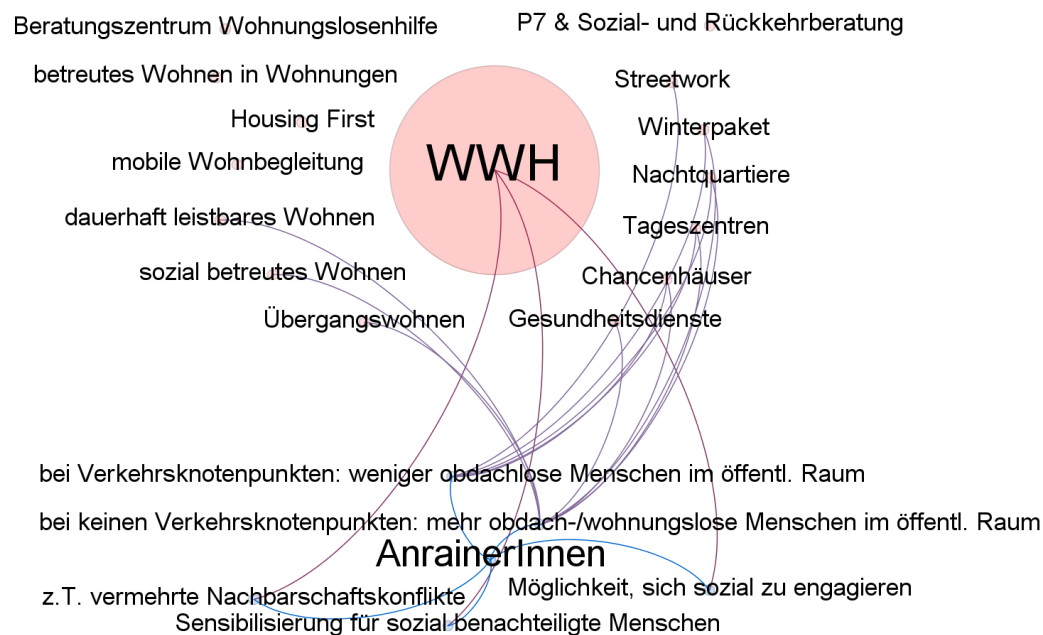 Beratungszentrum Wohnungslosenhilfe
P7 & Sozial- und Rückkehrberatung
betreutes Wohnen in Wohnungen
Streetwork
Housing First
Winterpaket
mobile Wohnbegleitung
WWH
Nachtquartiere
dauerhaft leistbares Wohnen
Tageszentren
sozial betreutes Wohnen
Chancenhäuser
Übergangswohnen
Gesundheitsdienste
bei Verkehrsknotenpunkten: weniger obdachlose Menschen im öffentl. Raum
bei keinen Verkehrsknotenpunkten: mehr obdach-/wohnungslose Menschen im öffentl. Raum
AnrainerInnen
z.T. vermehrte Nachbarschaftskonflikte
Möglichkeit, sich sozial zu engagieren
Sensibilisierung für sozial benachteiligte Menschen